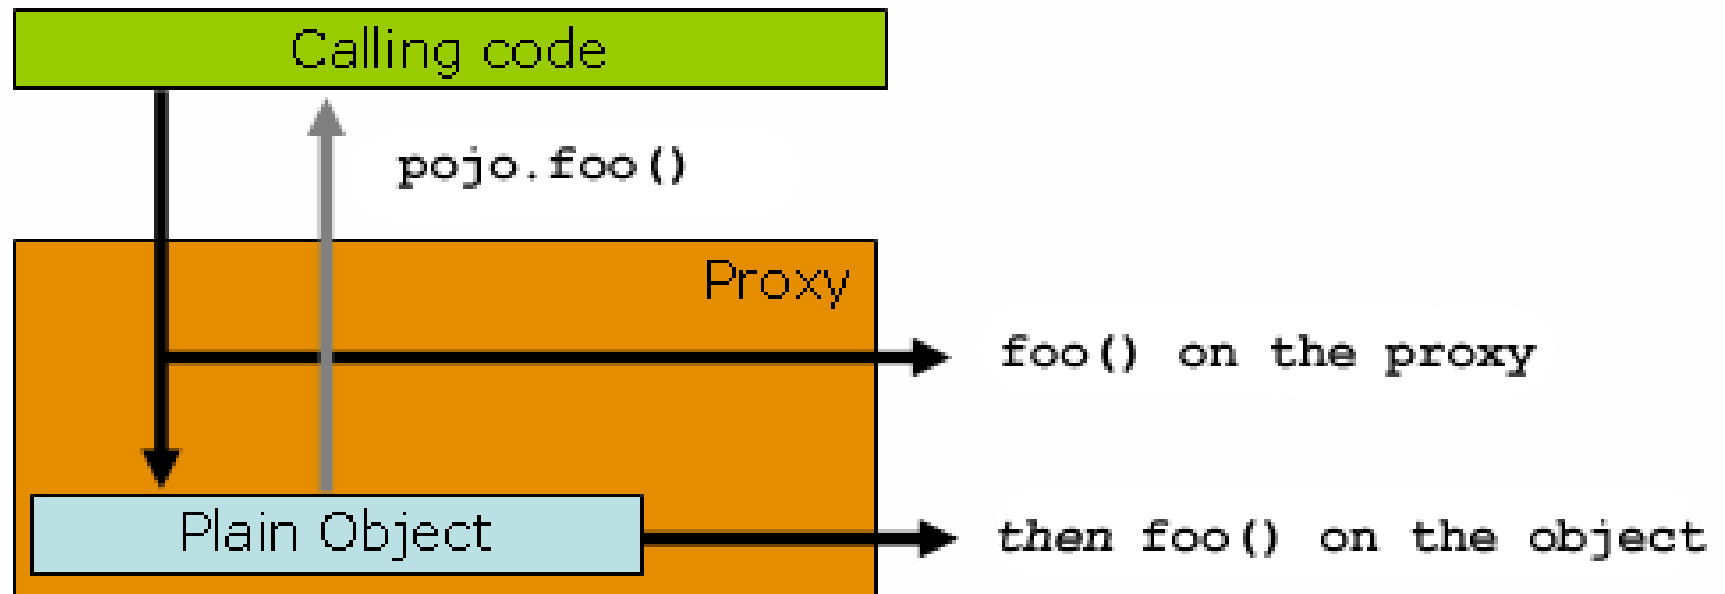 Calling code
pojo.foo()
Proxy
foo() on the proxy
Plain Object
then foo() on the object